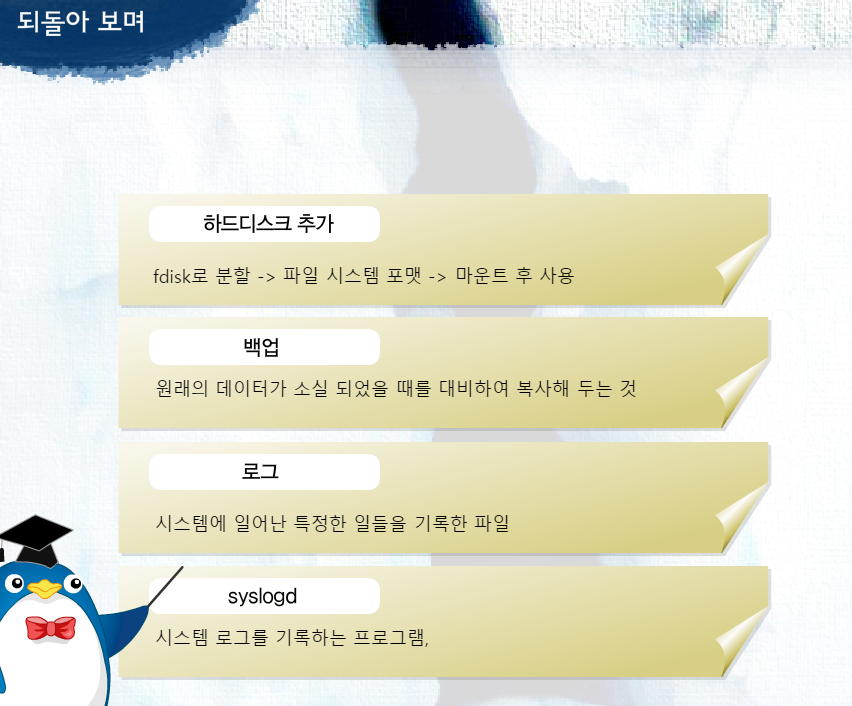 되돌아 보며
하드디스크 추가
fdisk로 분할 -> 파일 시스템 포맷 -> 마운트 후 사용
백업
원래의 데이터가 소실 되었을 때를 대비하여 복사해 두는 것
로그
시스템에 일어난 특정한 일들을 기록한 파일
syslogd
시스템 로그를 기록하는 프로그램,